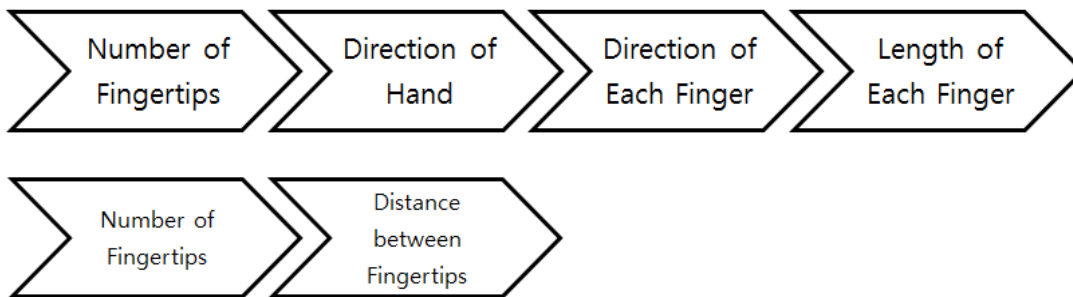 Number of
Fingertips
Direction of
Hand
Direction of
Each Finger
Length of
Each Finger
Number of
Fingertips
Distance
between
Fingertips